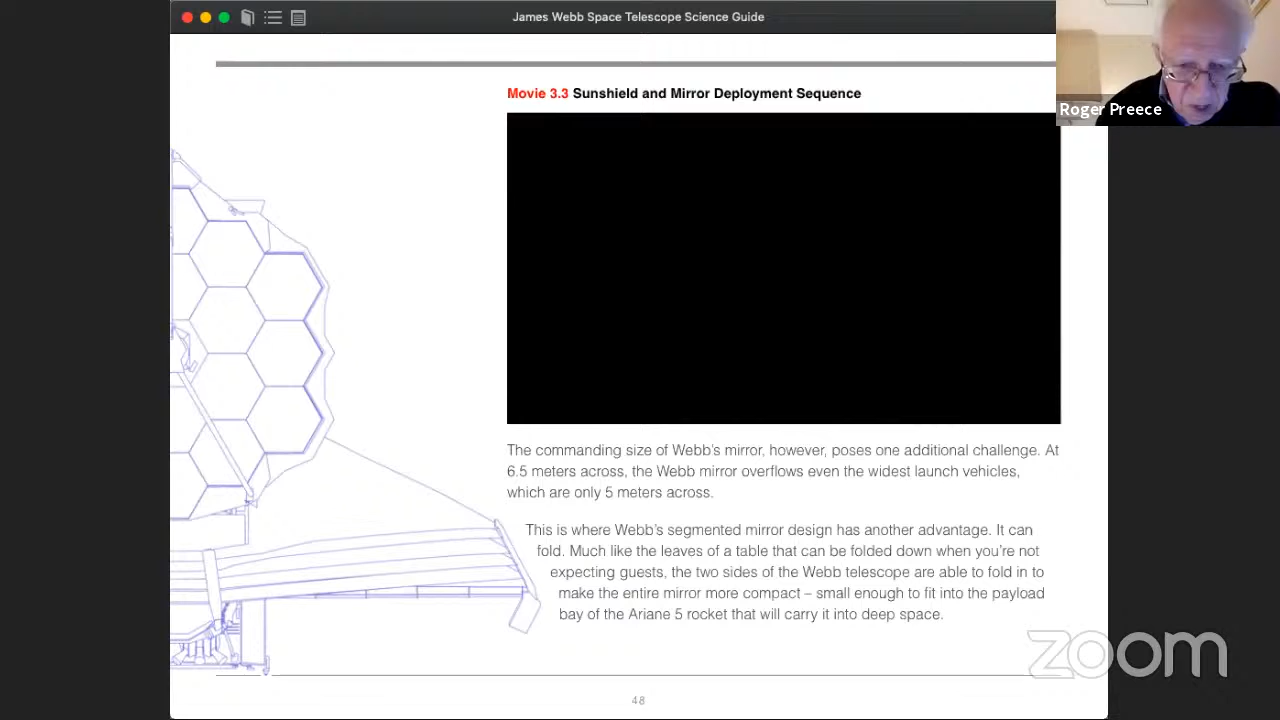 James Webb Space Telescope Science Guide
Roger Preece
Movie 3.3 Sunshield and Mirror Deployment Sequence
The commanding size of Webb's mirror, however, poses one additional challenge. At
6.5 meters across, the Webb mirror overflows even the widest launch vehicles,
which are only 5 meters across.
This is where Webb's segmented mirror design has another advantage. It can
fold. Much like the leaves of a table that can be folded down when you're not
expecting guests, the two sides of the Webb telescope are able to fold in to
make the entire mirror more compact – small enough to fit into the payload
bay of the Ariane 5 rocket that will carry it into deep space.
zoom
48